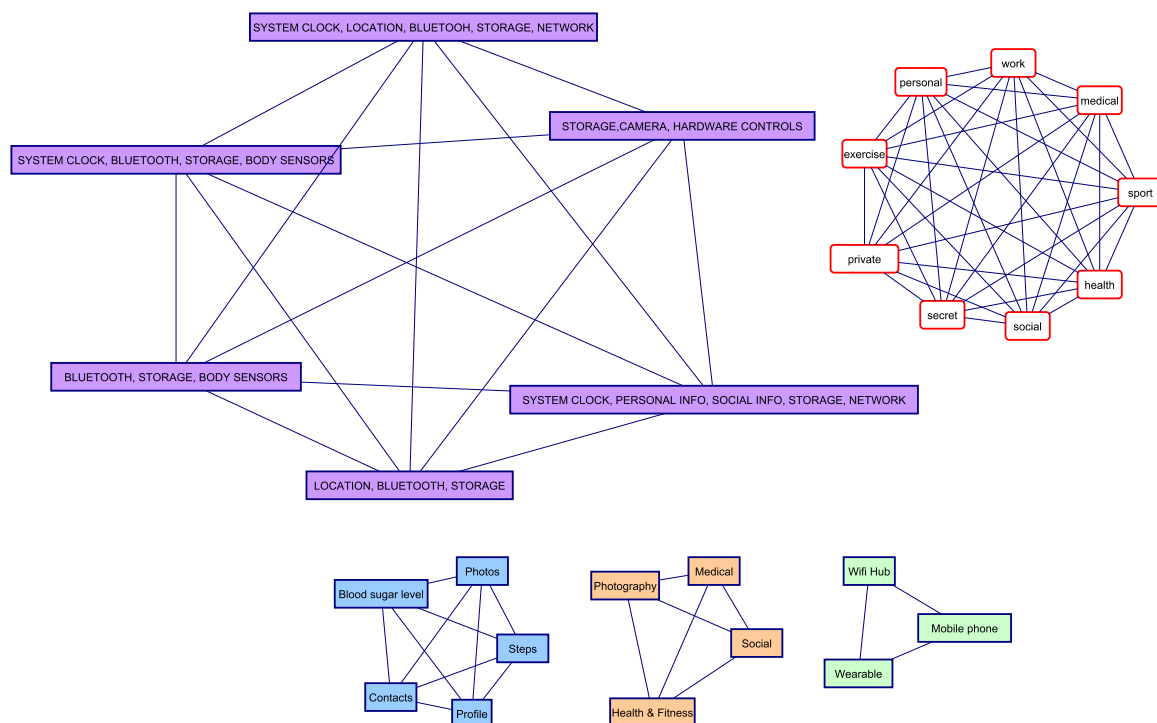 SYSTEM CLOCK, LOCATION, BLUETOOH, STORAGE, NETWORK
STORAGE,CAMERA, HARDWARE CONTROLS
SYSTEM CLOCK, BLUETOOTH, STORAGE, BODY SENSORS
BLUETOOTH, STORAGE, BODY SENSORS
SYSTEM CLOCK, PERSONAL INFO, SOCIAL INFO, STORAGE, NETWORK
LOCATION, BLUETOOTH, STORAGE
work
personal
medical
exercise
sport
private
health
secret
social
Photos
Blood sugar level
Steps
Contacts
Profile
Medical
Photography
Social
Health & Fitness
Wifi Hub
Mobile phone
Wearable